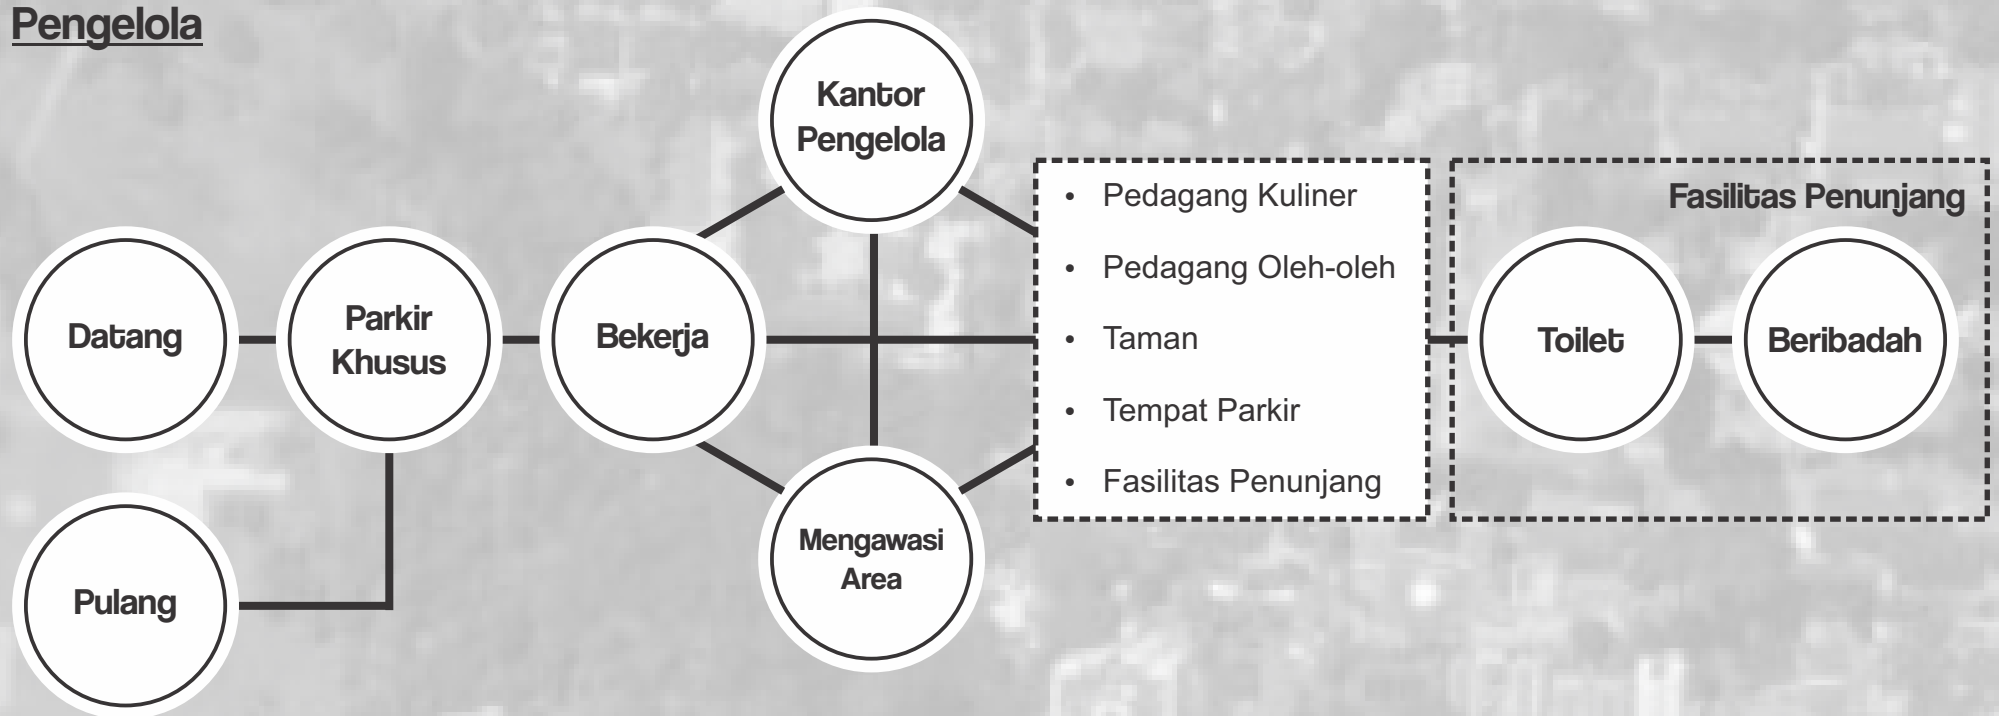 Pengelola
Kantor
Pengelola
Datang
Parkir
Khusus
Bekerja
Pulang
Mengawasi
Area
• Pedagang Kuliner
• Pedagang Oleh-oleh
• Taman
• Tempat Parkir
• Fasilitas Penunjang
Fasilitas Penunjang
Toilet
Beribadah